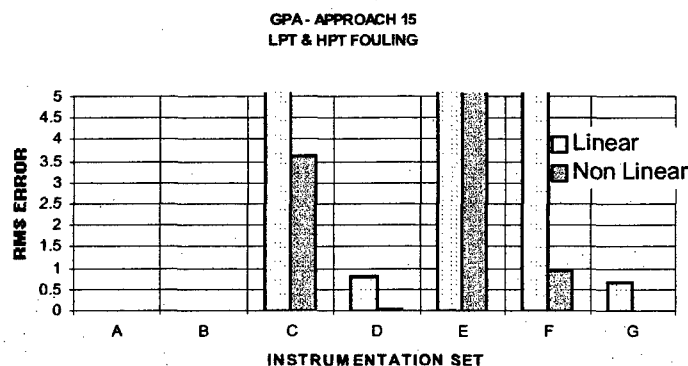 GPA - APPROACH 15
LPT & HPT FOULING
RMS ERROR
5
4.5
4
3.5
3
2.5
2
1.5
1
0.5
0
Linear
Non Linear
A B C D E F G
INSTRUMENTATION SET